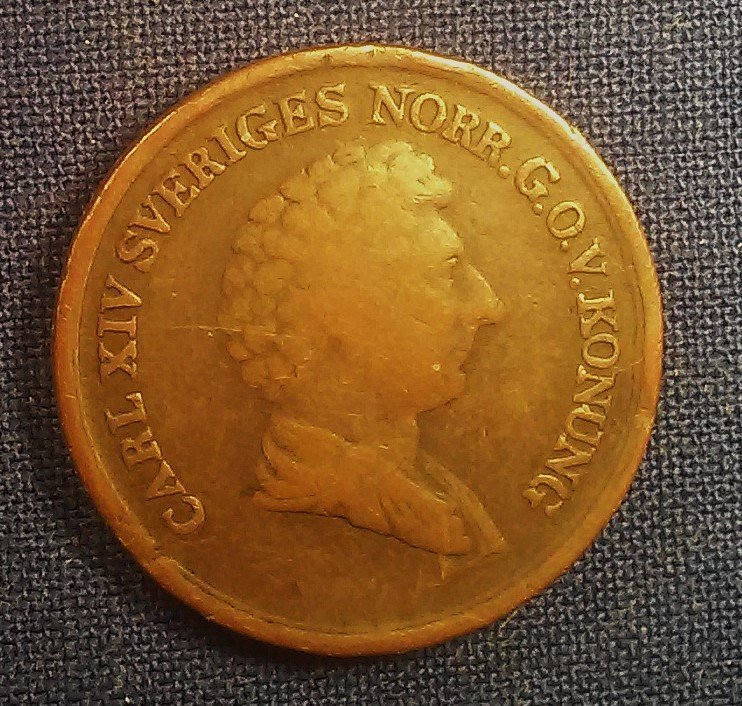 CARL XIV SVERIGES NORR. G. O. V. KONUNG